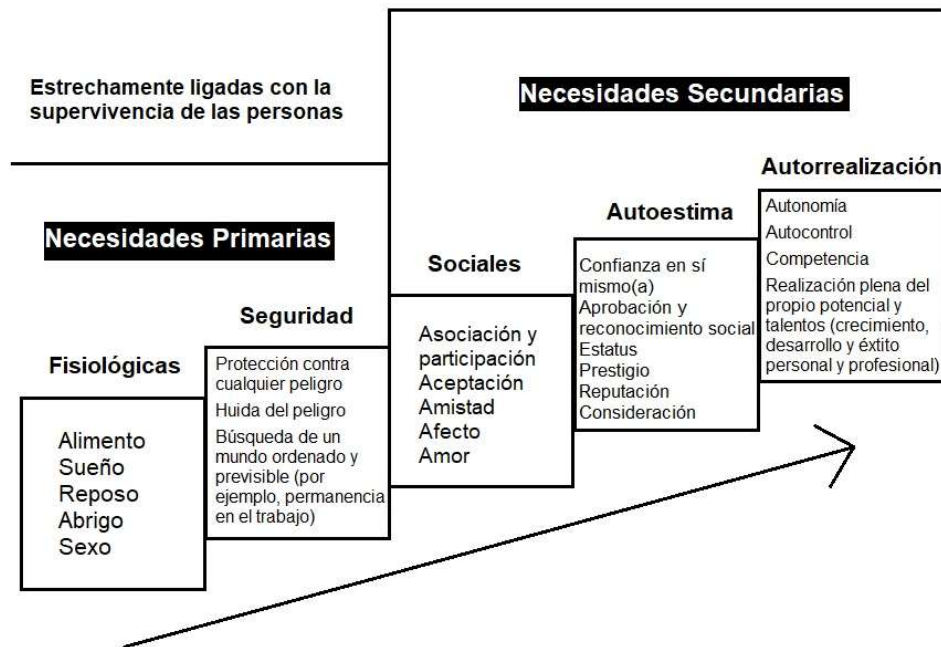 Estrechamente ligadas con la
supervivencia de las personas
Necesidades Primarias
Fisiológicas
Alimento
Sueño
Reposo
Abrigo
Sexo
Seguridad
Protección contra
cualquier peligro
Huida del peligro
Búsqueda de un
mundo ordenado y
previsible (por
ejemplo, permanencia
en el trabajo)
Necesidades Secundarias
Sociales
Asociación y
participación
Aceptación
Amistad
Afecto
Amor
Autoestima
Confianza en sí
mismo(a)
Aprobación y
reconocimiento social
Estatus
Prestigio
Reputación
Consideración
Autorrealización
Autonomía
Autocontrol
Competencia
Realización plena del
propio potencial y
talentos (crecimiento,
desarrollo y éxtito
personal y profesional)